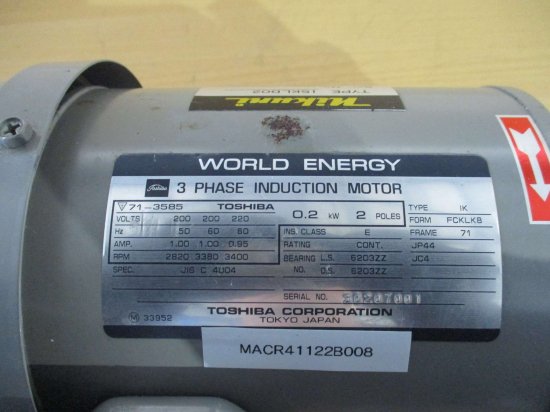 Mikuni
WORLD ENERGY
Toshiba 3 PHASE INDUCTION MOTOR
▽71-3585 TOSHIBA 0.2 kW 2 POLES TYPE IK
VOLTS 200 200 220 FORM FCKLK8
Hz 50 60 60 INS. CLASS E FRAME 71
AMP. 1.00 1.00 0.95 RATING CONT. JP44
RPM 2820 3380 3400 BEARING L.S. 6203ZZ JC4
SPEC. JIS C 4004 NO. O.S. 6203ZZ
SERIAL NO.
TOSHIBA CORPORATION
M 33952 TOKYO JAPAN
MACR41122B008